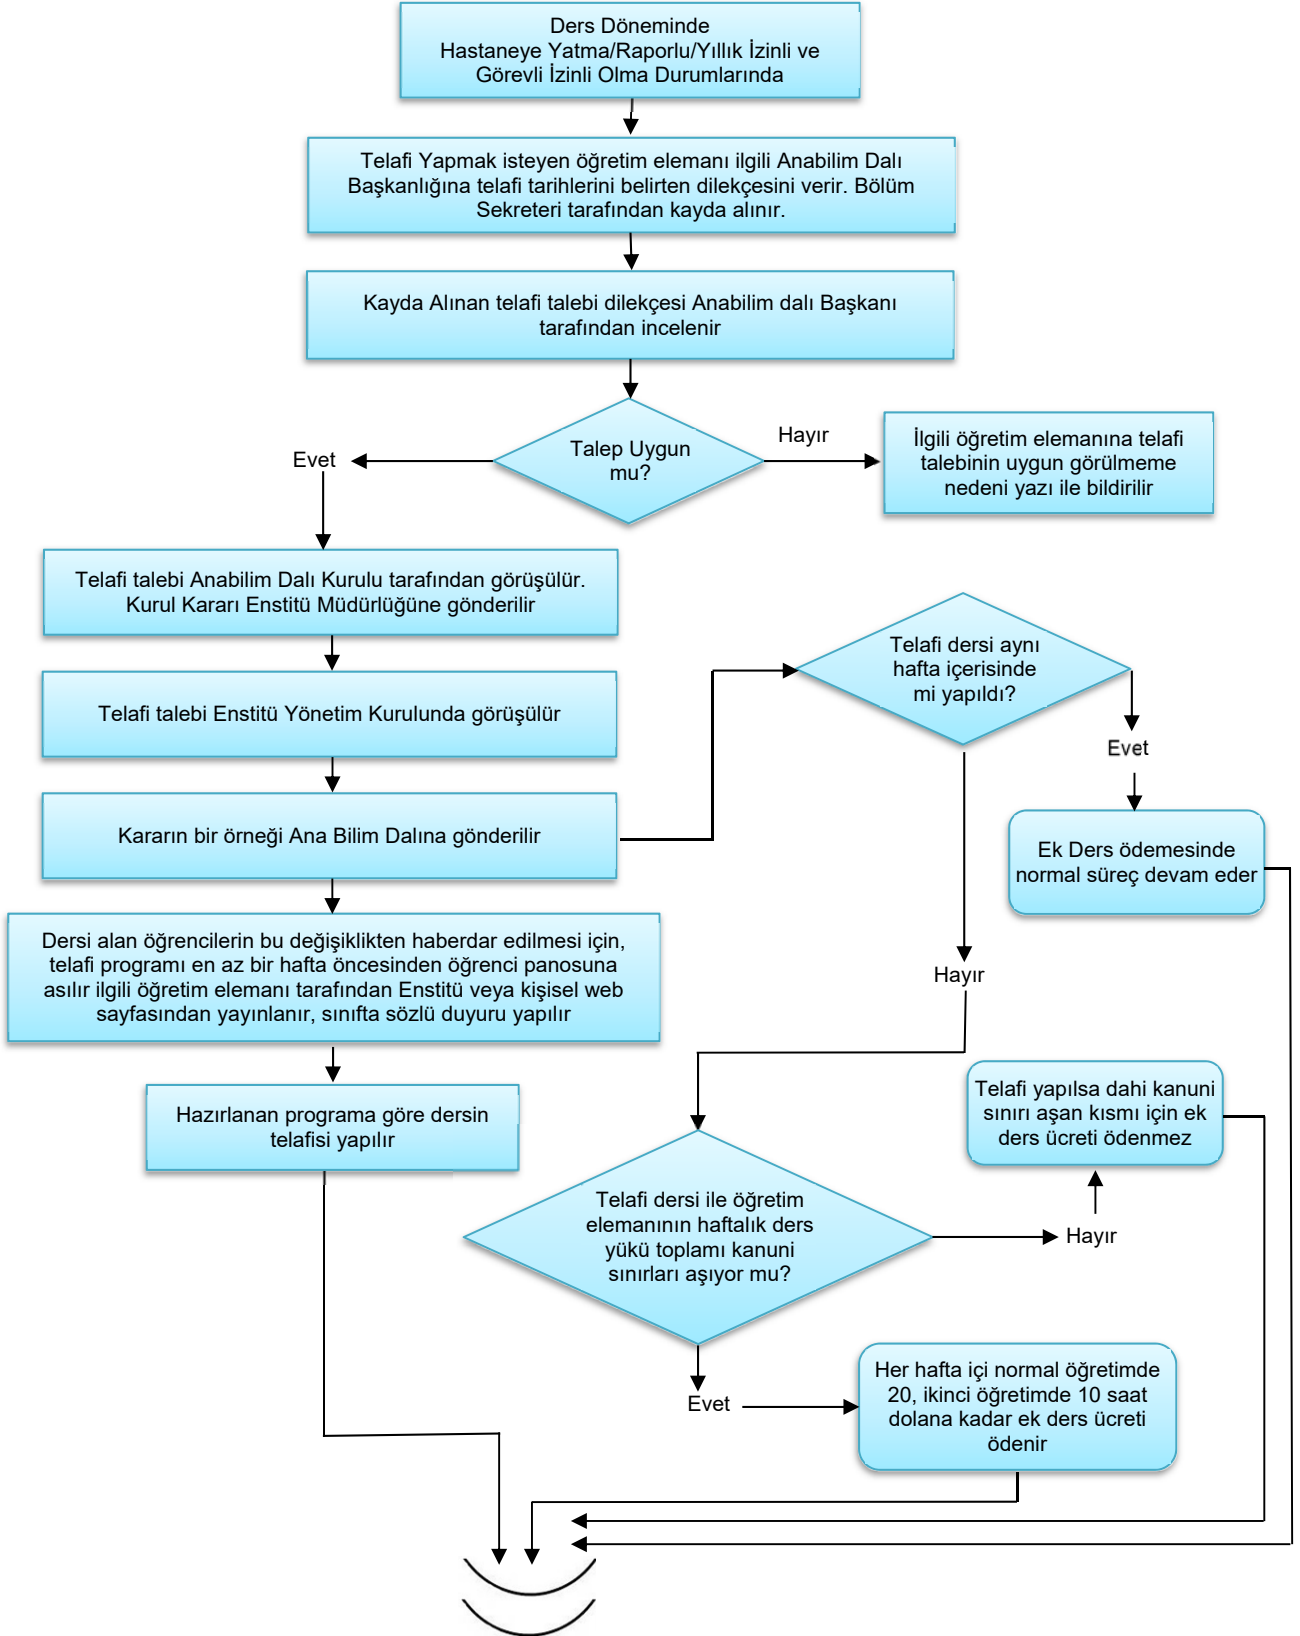 Ders Döneminde
Hastaneye Yatma/Raporlu/Yıllık İzinli ve
Görevli İzinli Olma Durumlarında
Telafi Yapmak isteyen öğretim elemanı ilgili Anabilim Dalı
Başkanlığına telafi tarihlerini belirten dilekçesini verir. Bölüm
Sekreteri tarafından kayda alınır.
Kayda Alınan telafi talebi dilekçesi Anabilim dalı Başkanı
tarafından incelenir
Talep Uygun
mu?
Hayır
İlgili öğretim elemanına telafi
talebinin uygun görülmeme
nedeni yazı ile bildirilir
Evet
Telafi talebi Anabilim Dalı Kurulu tarafından görüşülür.
Kurul Kararı Enstitü Müdürlüğüne gönderilir
Telafi talebi Enstitü Yönetim Kurulunda görüşülür
Kararın bir örneği Ana Bilim Dalına gönderilir
Telafi dersi aynı
hafta içerisinde
mi yapıldı?
Evet
Ek Ders ödemesinde
normal süreç devam eder
Dersi alan öğrencilerin bu değişiklikten haberdar edilmesi için,
telafi programı en az bir hafta öncesinden öğrenci panosuna
asılır ilgili öğretim elemanı tarafından Enstitü veya kişisel web
sayfasından yayınlanır, sınıfta sözlü duyuru yapılır
Hayır
Hazırlanan programa göre dersin
telafisi yapılır
Telafi yapılsa dahi kanuni
sınırı aşan kısmı için ek
ders ücreti ödenmez
Telafi dersi ile öğretim
elemanının haftalık ders
yükü toplamı kanuni
sınırları aşıyor mu?
Hayır
Evet
Her hafta içi normal öğretimde
20, ikinci öğretimde 10 saat
dolana kadar ek ders ücreti
ödenir